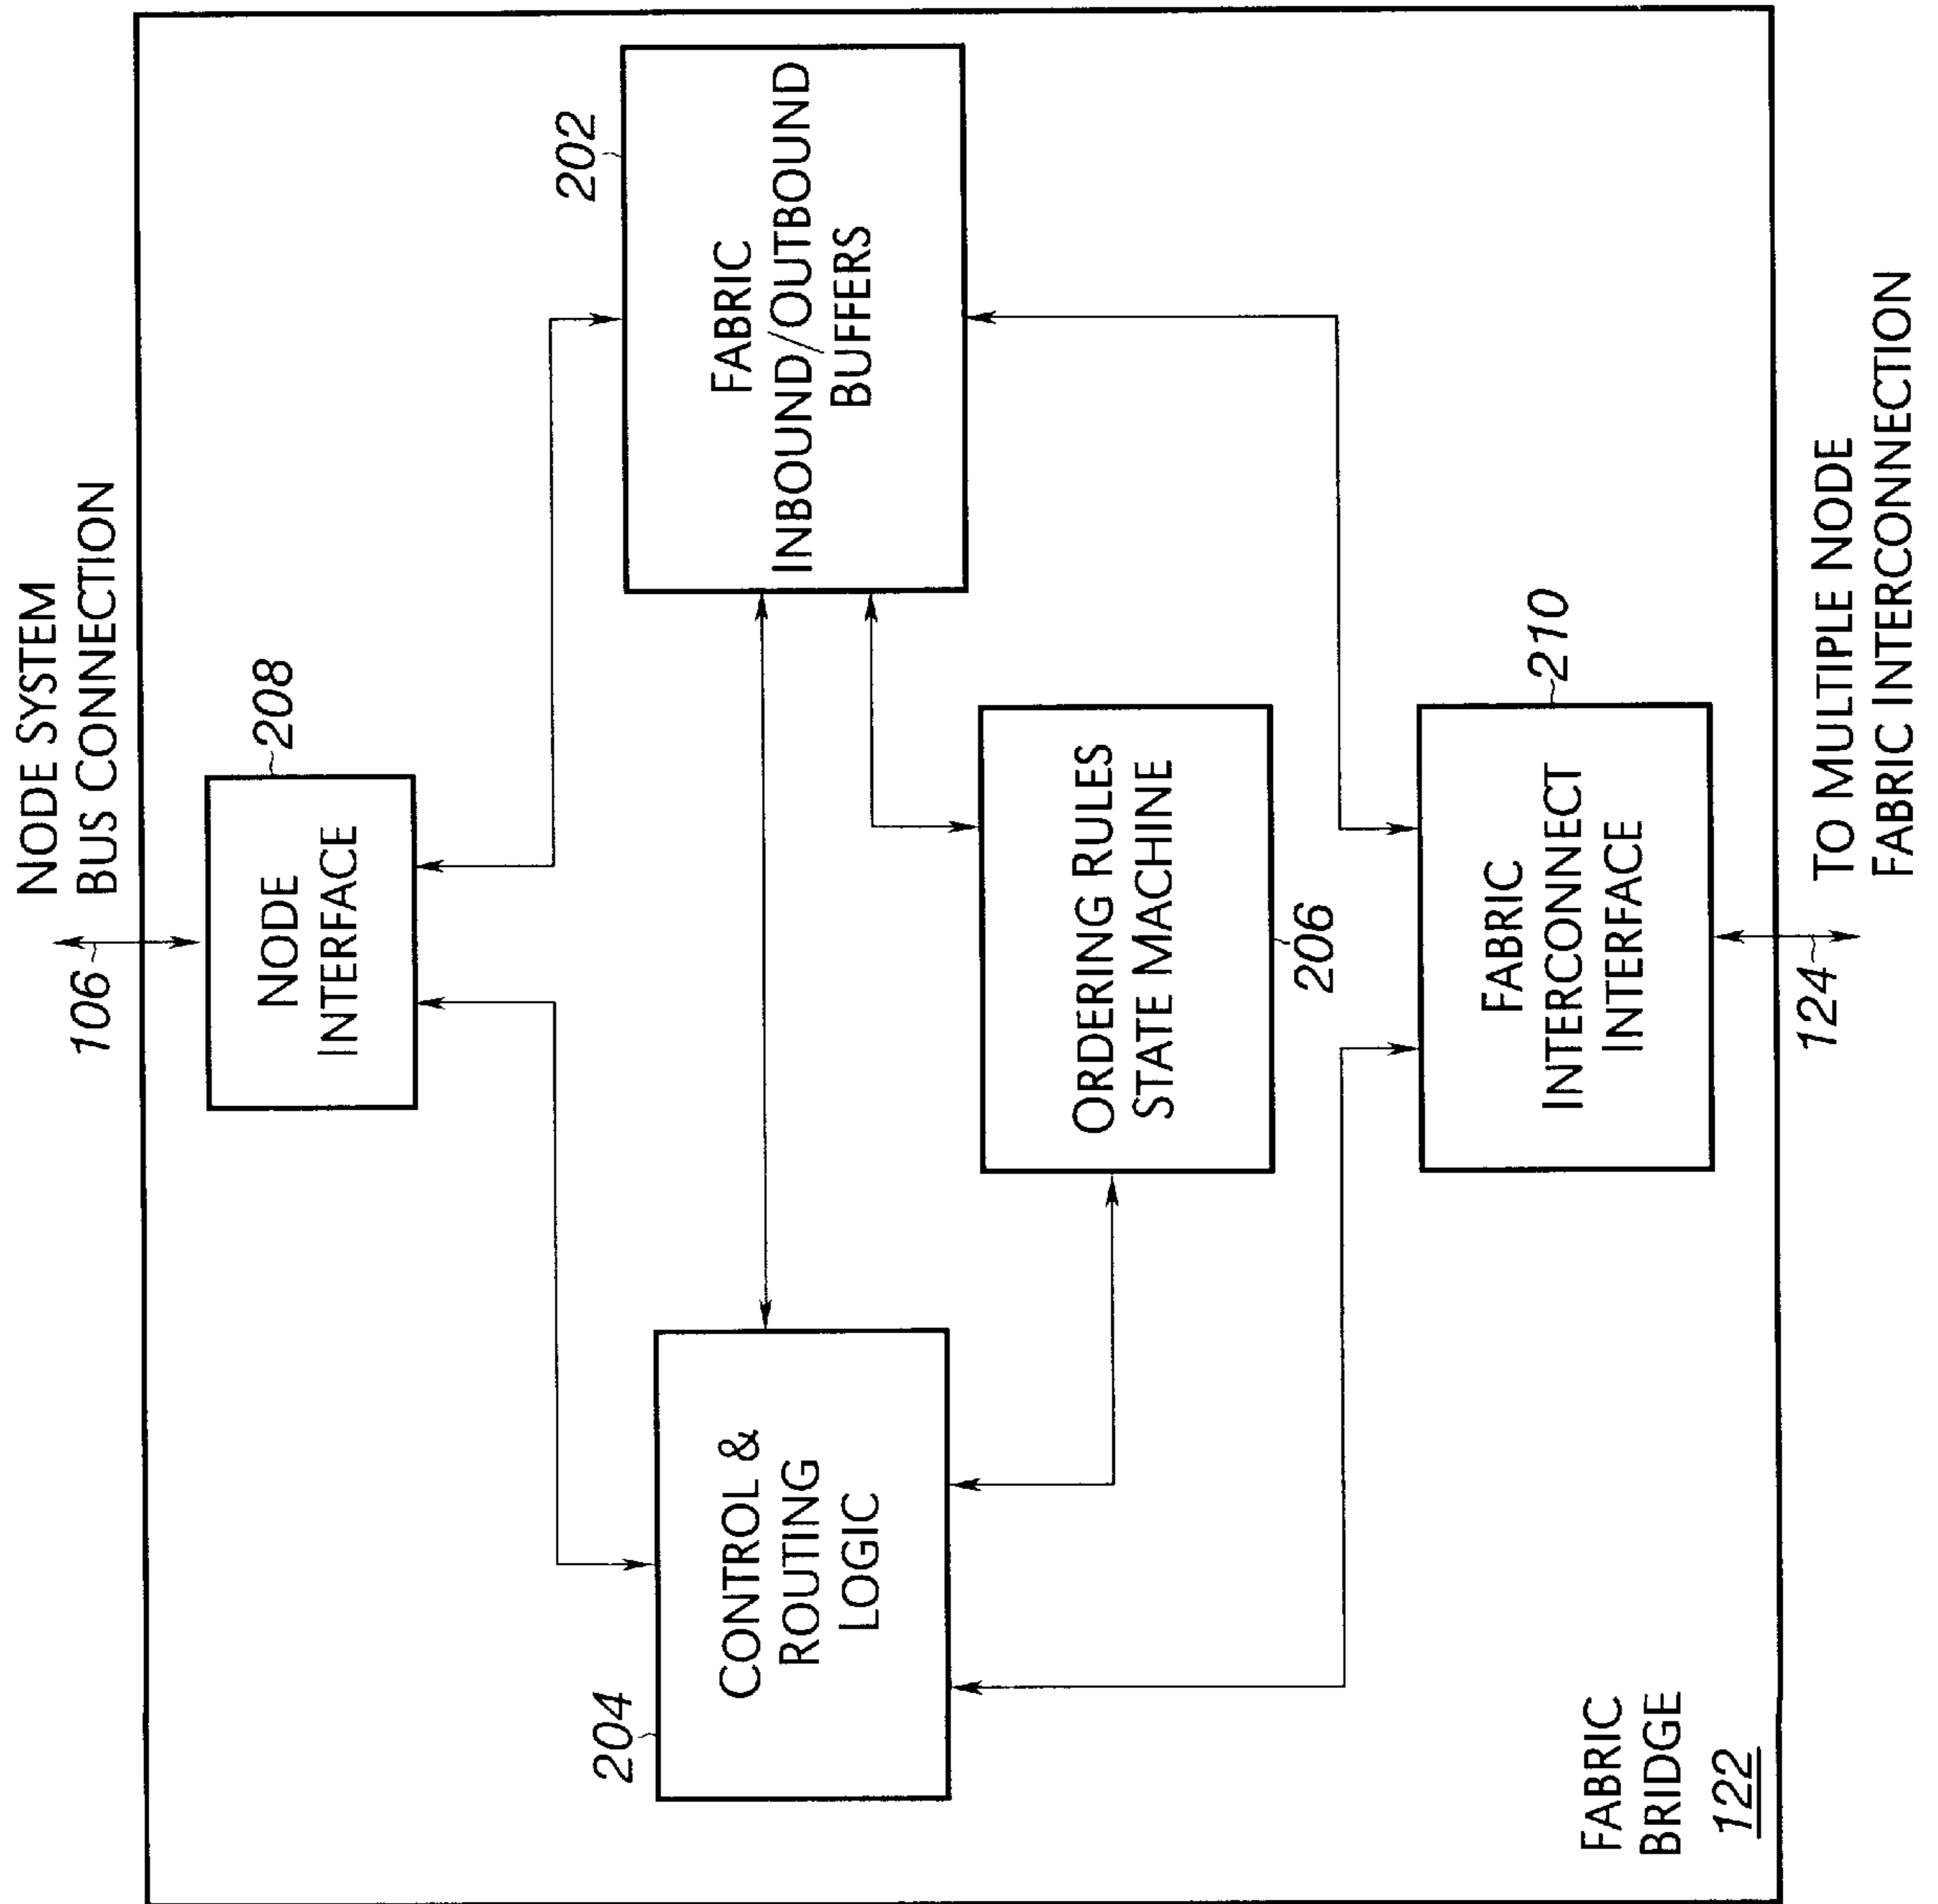 NODE SYSTEM
BUS CONNECTION
106
208
NODE
INTERFACE
202
FABRIC
INBOUND/OUTBOUND
BUFFERS
204
CONTROL &
ROUTING
LOGIC
ORDERING RULES
STATE MACHINE
206
210
FABRIC
INTERCONNECT
INTERFACE
FABRIC
BRIDGE
122
124
TO MULTIPLE NODE
FABRIC INTERCONNECTION